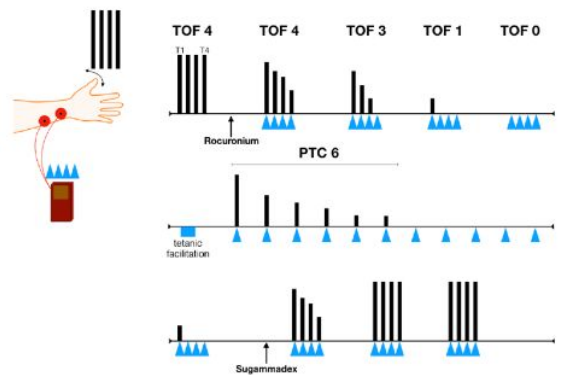 TOF 4 TOF 4 TOF 3 TOF 1 TOF 0
T1 T4
Rocuronium
PTC 6
tetanic
facilitation
Sugammadex